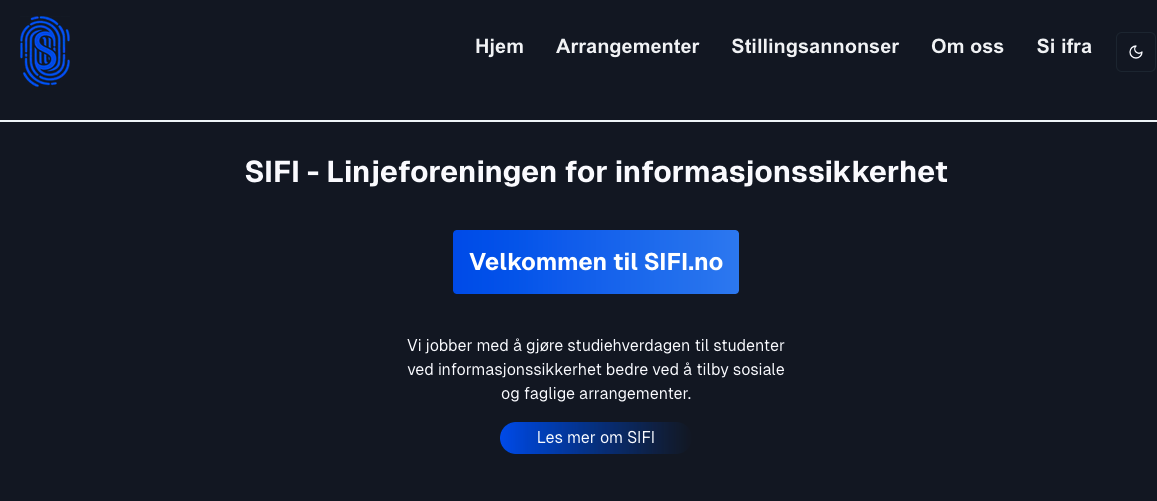 Hjem Arrangementer Stillingsannonser Om oss Si ifra
SIFI - Linjeforeningen for informasjonssikkerhet
Velkommen til SIFI.no
Vi jobber med å gjøre studiehverdagen til studenter
ved informasjonssikkerhet bedre ved å tilby sosiale
og faglige arrangementer.
Les mer om SIFI